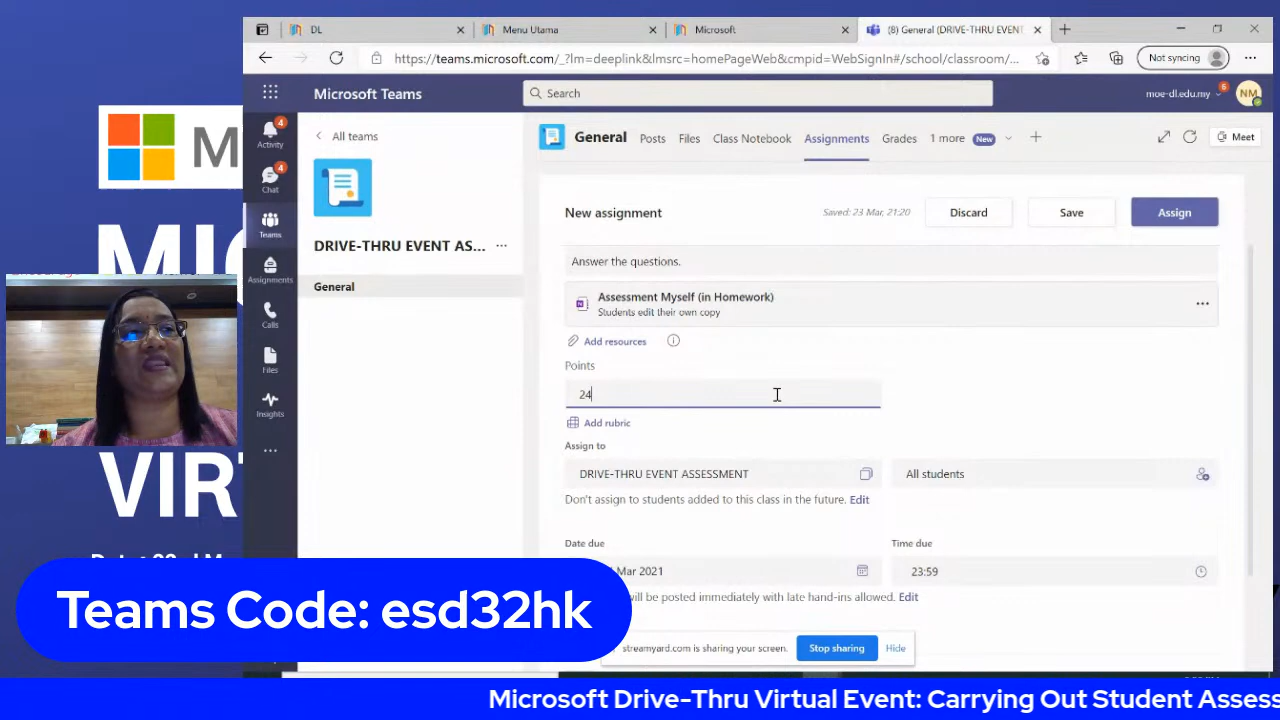 DL
Menu Utama
Microsoft
(8) General (DRIVE-THRU EVENT
https://teams.microsoft.com/_?lm=deeplink&lmsrc=homePageWeb&cmpid=WebSignIn#/school/classroom/...
Not syncing
Microsoft Teams
Search
moe-dl.edu.my
6
NM
4
Activity
4
Chat
Teams
Assignments
Calls
Files
Insights
All teams
DRIVE-THRU EVENT AS...
General
General
Posts
Files
Class Notebook
Assignments
Grades
1 more
New
Meet
New assignment
Saved: 23 Mar, 21:20
Discard
Save
Assign
Answer the questions.
Assessment Myself (in Homework)
Students edit their own copy
Add resources
Points
24
Add rubric
Assign to
DRIVE-THRU EVENT ASSESSMENT
All students
Don't assign to students added to this class in the future. Edit
Date due
Time due
Mar 2021
23:59
will be posted immediately with late hand-ins allowed. Edit
streamyard.com is sharing your screen.
Stop sharing
Hide
M
VIR
Teams Code: esd32hk
Microsoft Drive-Thru Virtual Event: Carrying Out Student Assess